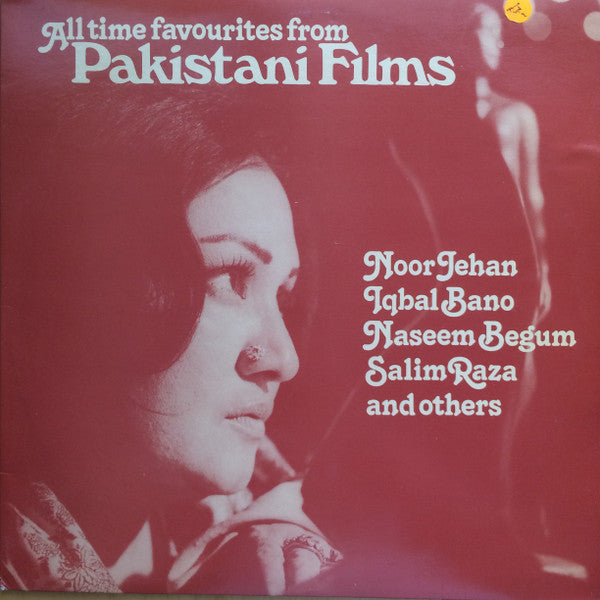 All time favourites from
Pakistani Films
Noor Jehan
Iqbal Bano
Naseem Begum
Salim Raza
and others